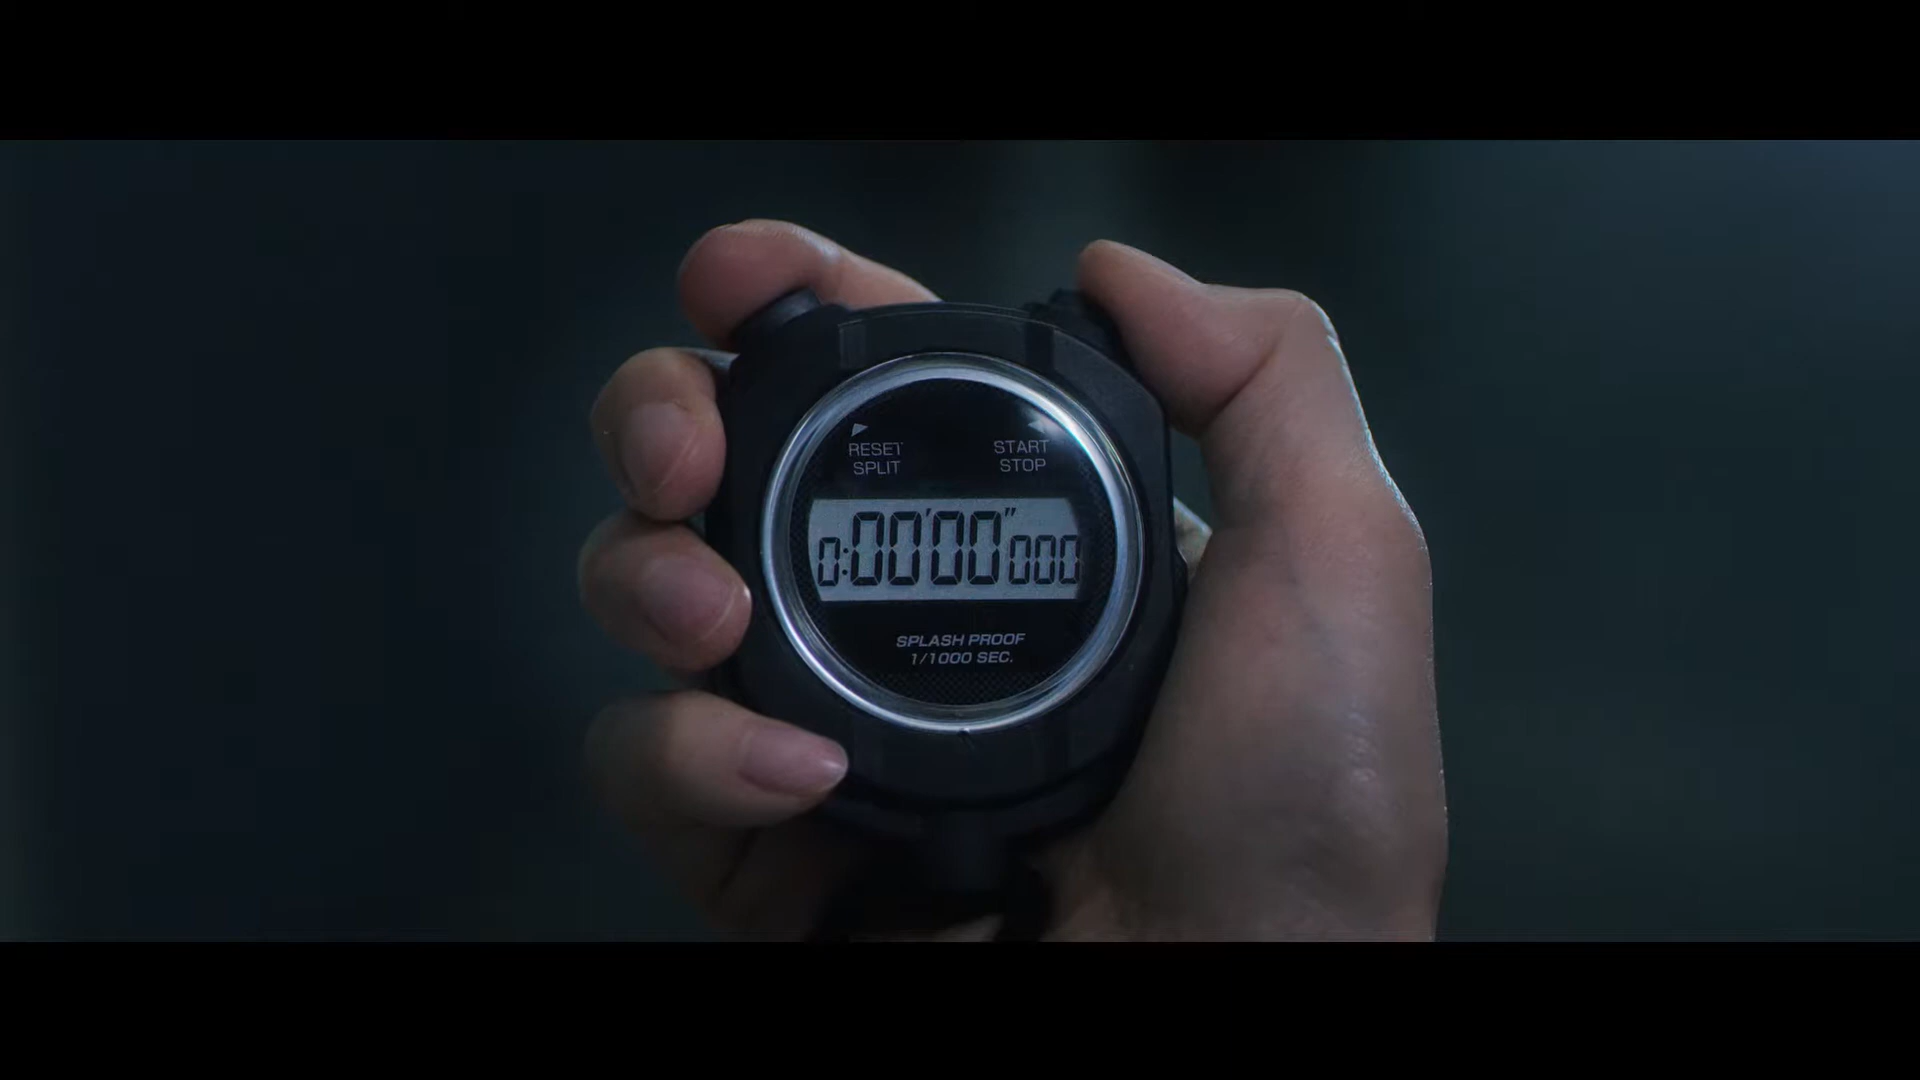 RESET START
SPLIT STOP
0:00'00"000
SPLASH PROOF
1/1000 SEC.